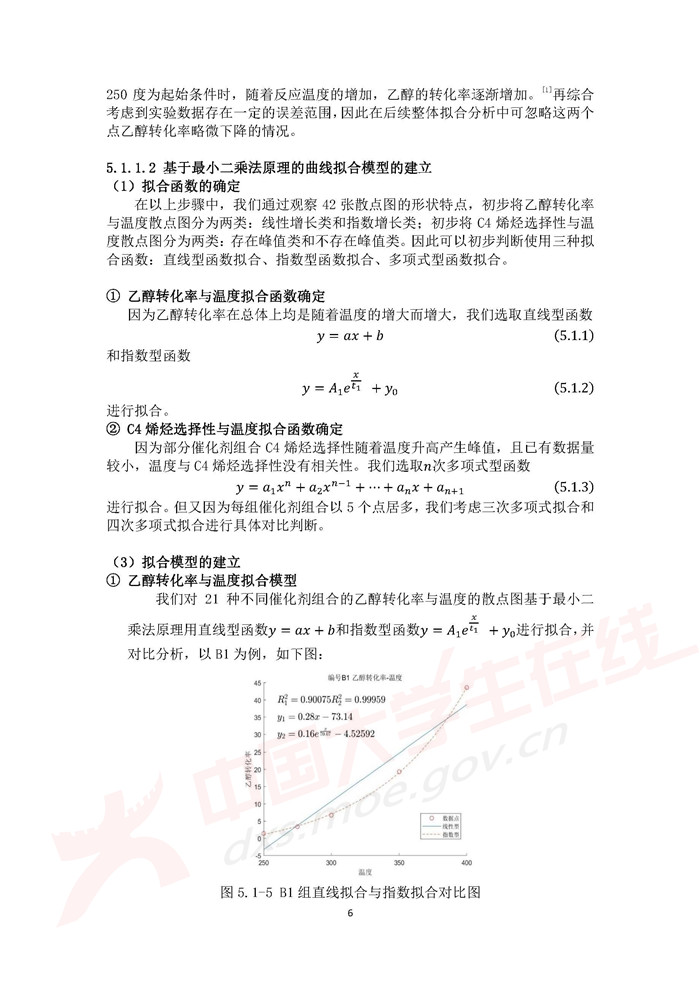 250 度为起始条件时，随着反应温度的增加，乙醇的转化率逐渐增加。[1]再综合
考虑到实验数据存在一定的误差范围，因此在后续整体拟合分析中可忽略这两个
点乙醇转化率略微下降的情况。
5.1.1.2 基于最小二乘法原理的曲线拟合模型的建立
（1）拟合函数的确定
在以上步骤中，我们通过观察 42 张散点图的形状特点，初步将乙醇转化率
与温度散点图分为两类：线性增长类和指数增长类；初步将 C4 烯烃选择性与温
度散点图分为两类：存在峰值类和不存在峰值类。因此可以初步判断使用三种拟
合函数：直线型函数拟合、指数型函数拟合、多项式型函数拟合。
① 乙醇转化率与温度拟合函数确定
因为乙醇转化率在总体上均是随着温度的增大而增大，我们选取直线型函数
y = ax + b (5.1.1)
和指数型函数
y = A₁e^(x/t₁) + y₀ (5.1.2)
进行拟合。
② C4 烯烃选择性与温度拟合函数确定
因为部分催化剂组合 C4 烯烃选择性随着温度升高产生峰值，且已有数据量
较小，温度与 C4 烯烃选择性没有相关性。我们选取n次多项式型函数
y = a₁xⁿ + a₂xⁿ⁻¹ + ⋯ + aₙx + aₙ₊₁ (5.1.3)
进行拟合。但又因为每组催化剂组合以 5 个点居多，我们考虑三次多项式拟合和
四次多项式拟合进行具体对比判断。
（3）拟合模型的建立
① 乙醇转化率与温度拟合模型
我们对 21 种不同催化剂组合的乙醇转化率与温度的散点图基于最小二
乘法原理用直线型函数y = ax + b和指数型函数y = A₁e^(x/t₁) + y₀进行拟合，并
对比分析，以 B1 为例，如下图：
编号B1 乙醇转化率-温度
45
40
35
30
25
20
15
10
5
0
-5
R₁² = 0.90075R₂² = 0.99959
y₁ = 0.28x − 73.14
y₂ = 0.16e − 4.52592
乙醇转化率
数据点
线性型
指数型
250 300 350 400
温度
图 5.1-5 B1 组直线拟合与指数拟合对比图
6
中国大学生在线
dxs.moe.gov.cn